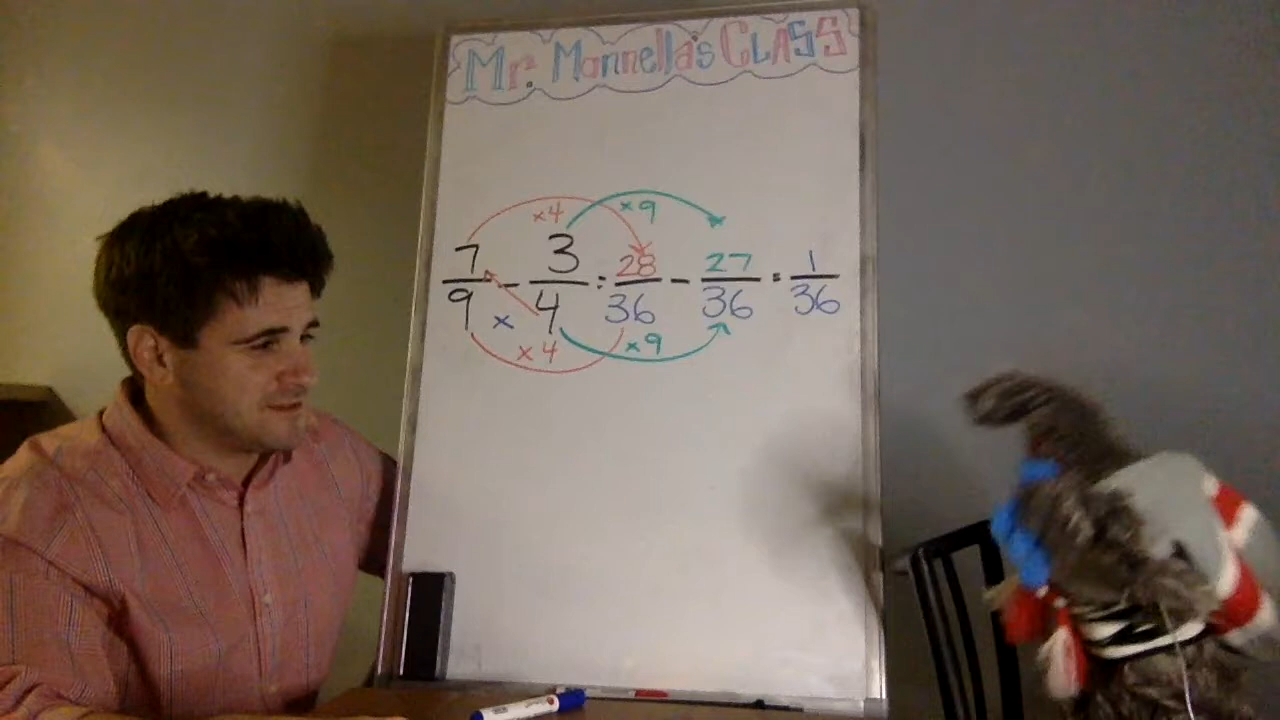 Mr. Mannella's CLASS
×4 ×9
7/9 - 3/4 = 28/36 - 27/36 = 1/36
×
×4 ×9